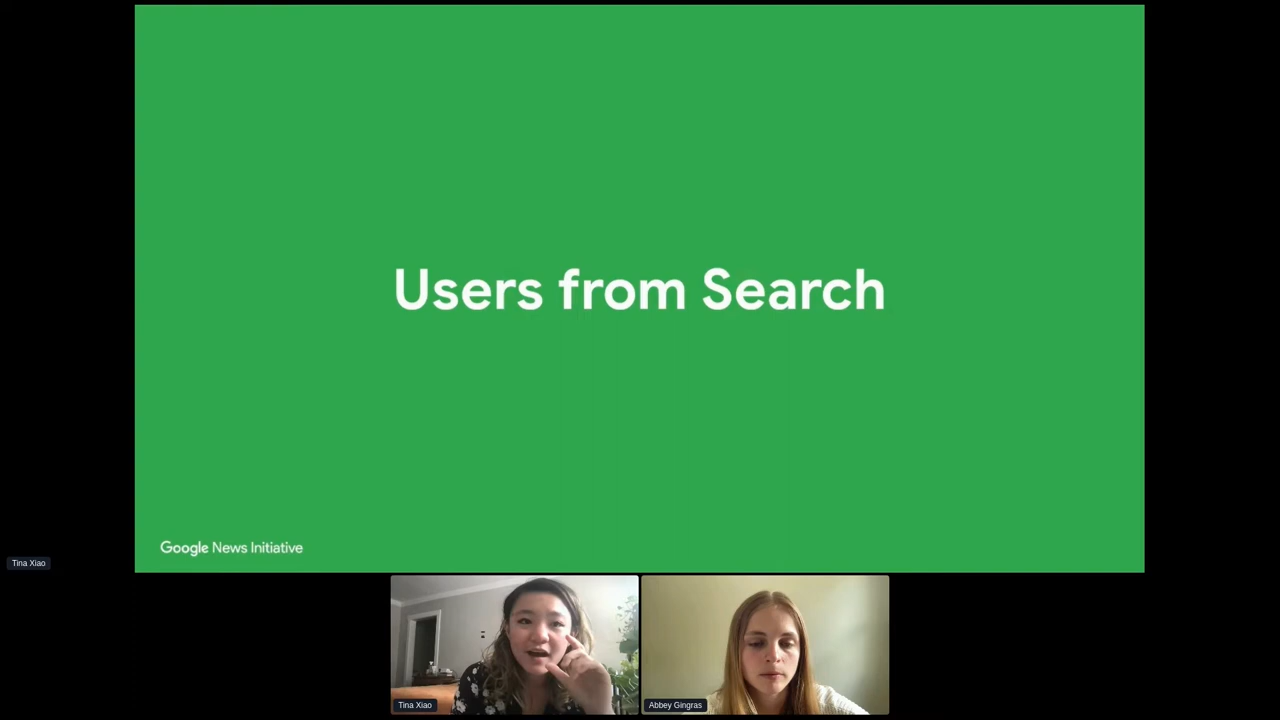 Users from Search
Google News Initiative
Tina Xiao
Tina Xiao
Abbey Gingras